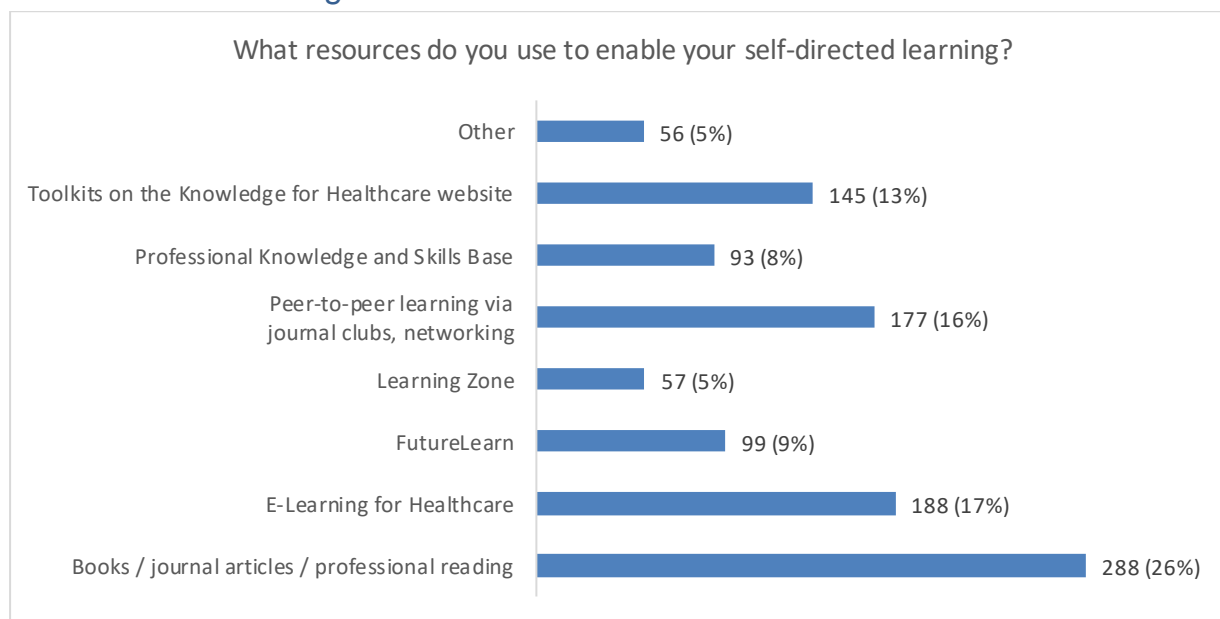 What resources do you use to enable your self-directed learning?
Other
56 (5%)
Toolkits on the Knowledge for Healthcare website
145 (13%)
Professional Knowledge and Skills Base
93 (8%)
Peer-to-peer learning via
journal clubs, networking
177 (16%)
Learning Zone
57 (5%)
FutureLearn
99 (9%)
E-Learning for Healthcare
188 (17%)
Books / journal articles / professional reading
288 (26%)